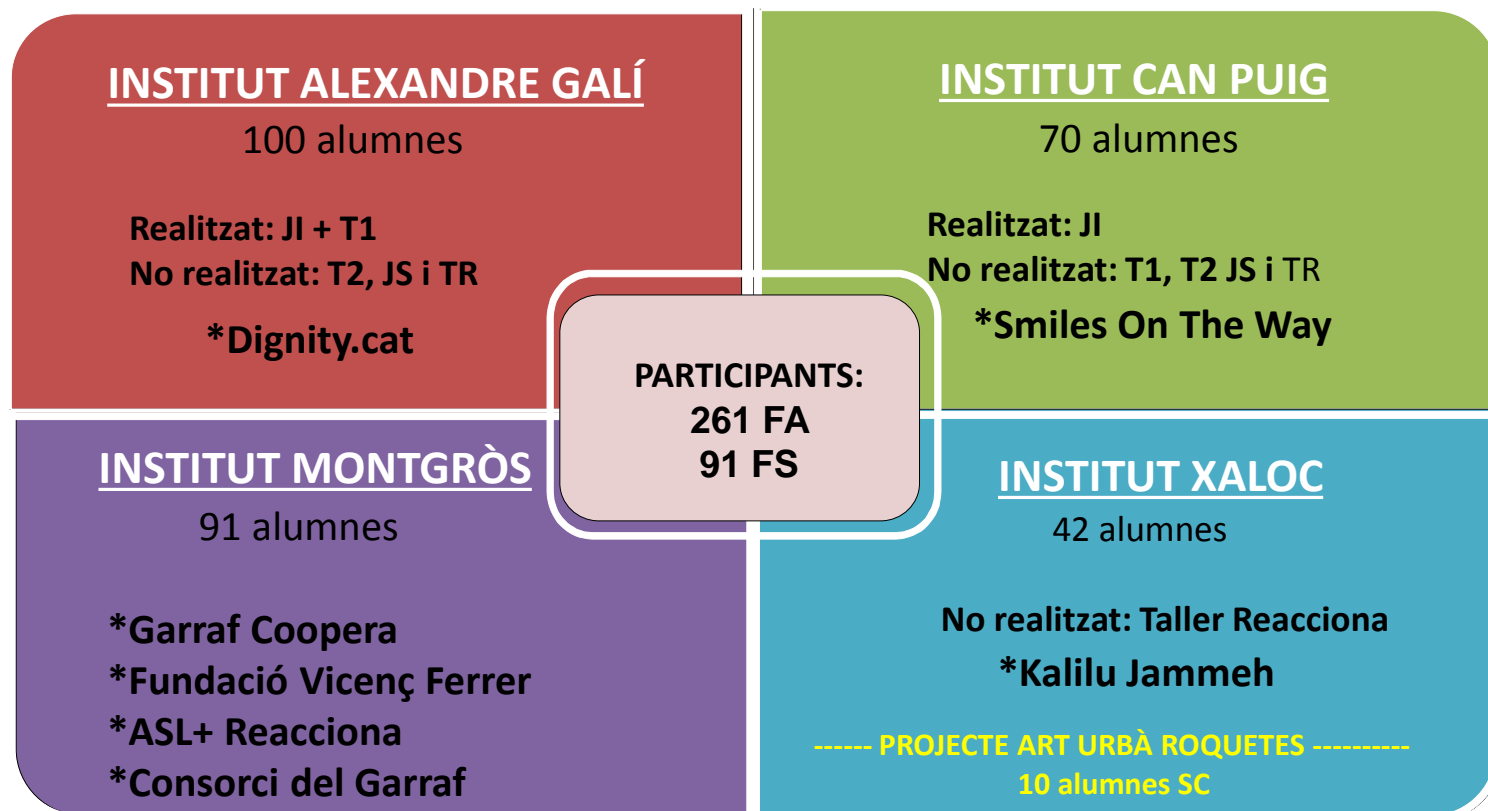 INSTITUT ALEXANDRE GALÍ
100 alumnes
Realitzat: JI + T1
No realitzat: T2, JS i TR
*Dignity.cat
INSTITUT CAN PUIG
70 alumnes
Realitzat: JI
No realitzat: T1, T2 JS i TR
*Smiles On The Way
PARTICIPANTS:
261 FA
91 FS
INSTITUT MONTGRÒS
91 alumnes
*Garraf Coopera
*Fundació Vicenç Ferrer
*ASL+ Reacciona
*Consorci del Garraf
INSTITUT XALOC
42 alumnes
No realitzat: Taller Reacciona
*Kalilu Jammeh
------ PROJECTE ART URBÀ ROQUETES ----------
10 alumnes SC